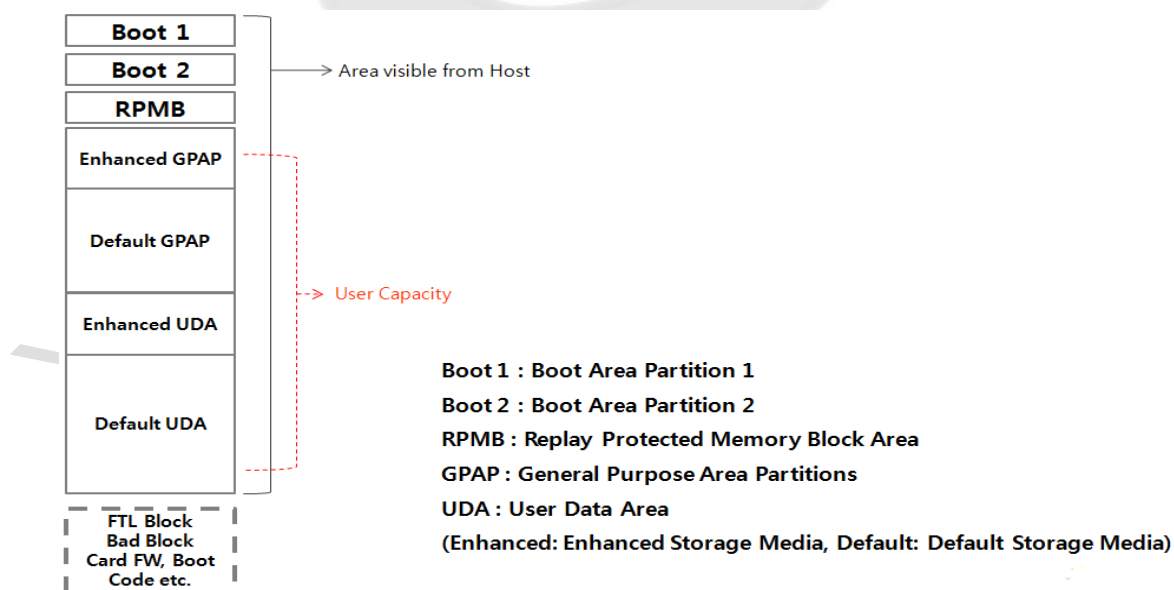 Boot 1
Boot 2
Area visible from Host
RPMB
Enhanced GPAP
Default GPAP
User Capacity
Enhanced UDA
Default UDA
Boot 1 : Boot Area Partition 1
Boot 2 : Boot Area Partition 2
RPMB : Replay Protected Memory Block Area
GPAP : General Purpose Area Partitions
UDA : User Data Area
(Enhanced: Enhanced Storage Media, Default: Default Storage Media)
FTL Block
Bad Block
Card FW, Boot
Code etc.